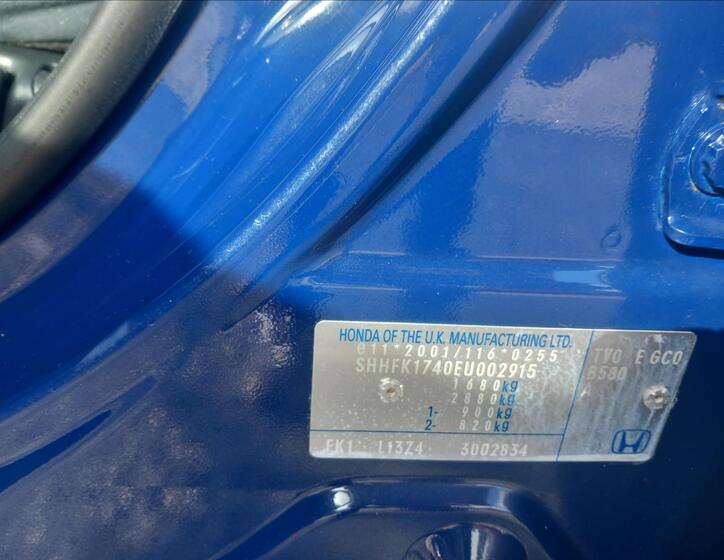 HONDA OF THE U.K. MANUFACTURING LTD.
e11*2001/116*0255
SHHFK1740EU002915
1680kg
2880kg
1- 900kg
2- 820kg
FK1 L13Z4 3002834
TVO E GCO
B580